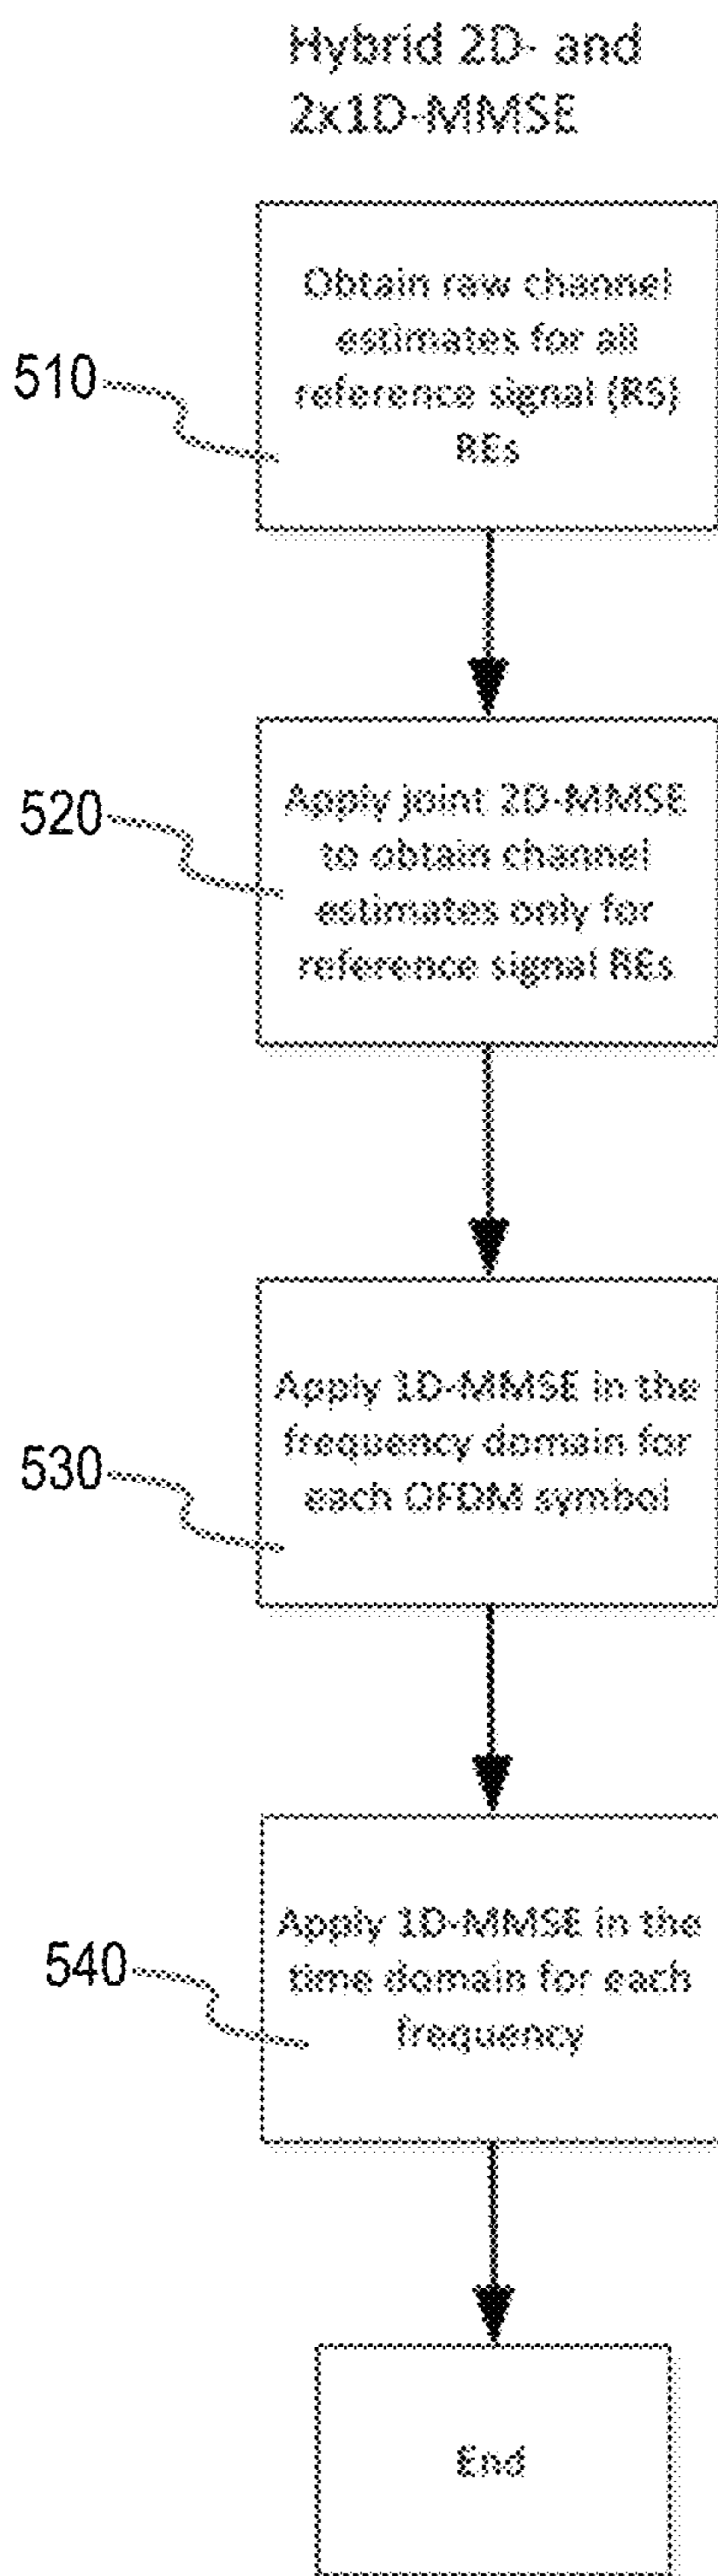 Hybrid 2D- and
2x1D-MMSE
Obtain raw channel
estimates for all
reference signal (RS)
REs
510
Apply joint 2D-MMSE
to obtain channel
estimates only for
reference signal REs
520
Apply 1D-MMSE in the
frequency domain for
each OFDM symbol
530
Apply 1D-MMSE in the
time domain for each
frequency
540
End